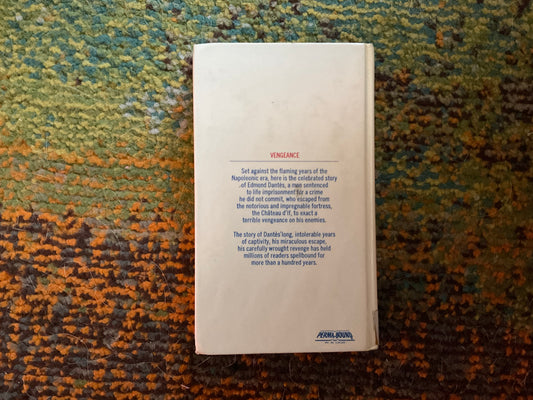 VENGEANCE
Set against the flaming years of the
Napoleonic era, here is the celebrated story
of Edmond Dantès, a man sentenced
to life imprisonment for a crime
he did not commit, who escaped from
the notorious and impregnable fortress,
the Château d'If, to exact a
terrible vengeance on his enemies.
The story of Dantès' long, intolerable years
of captivity, his miraculous escape,
his carefully wrought revenge has held
millions of readers spellbound for
more than a hundred years.
PERMA-BOUND